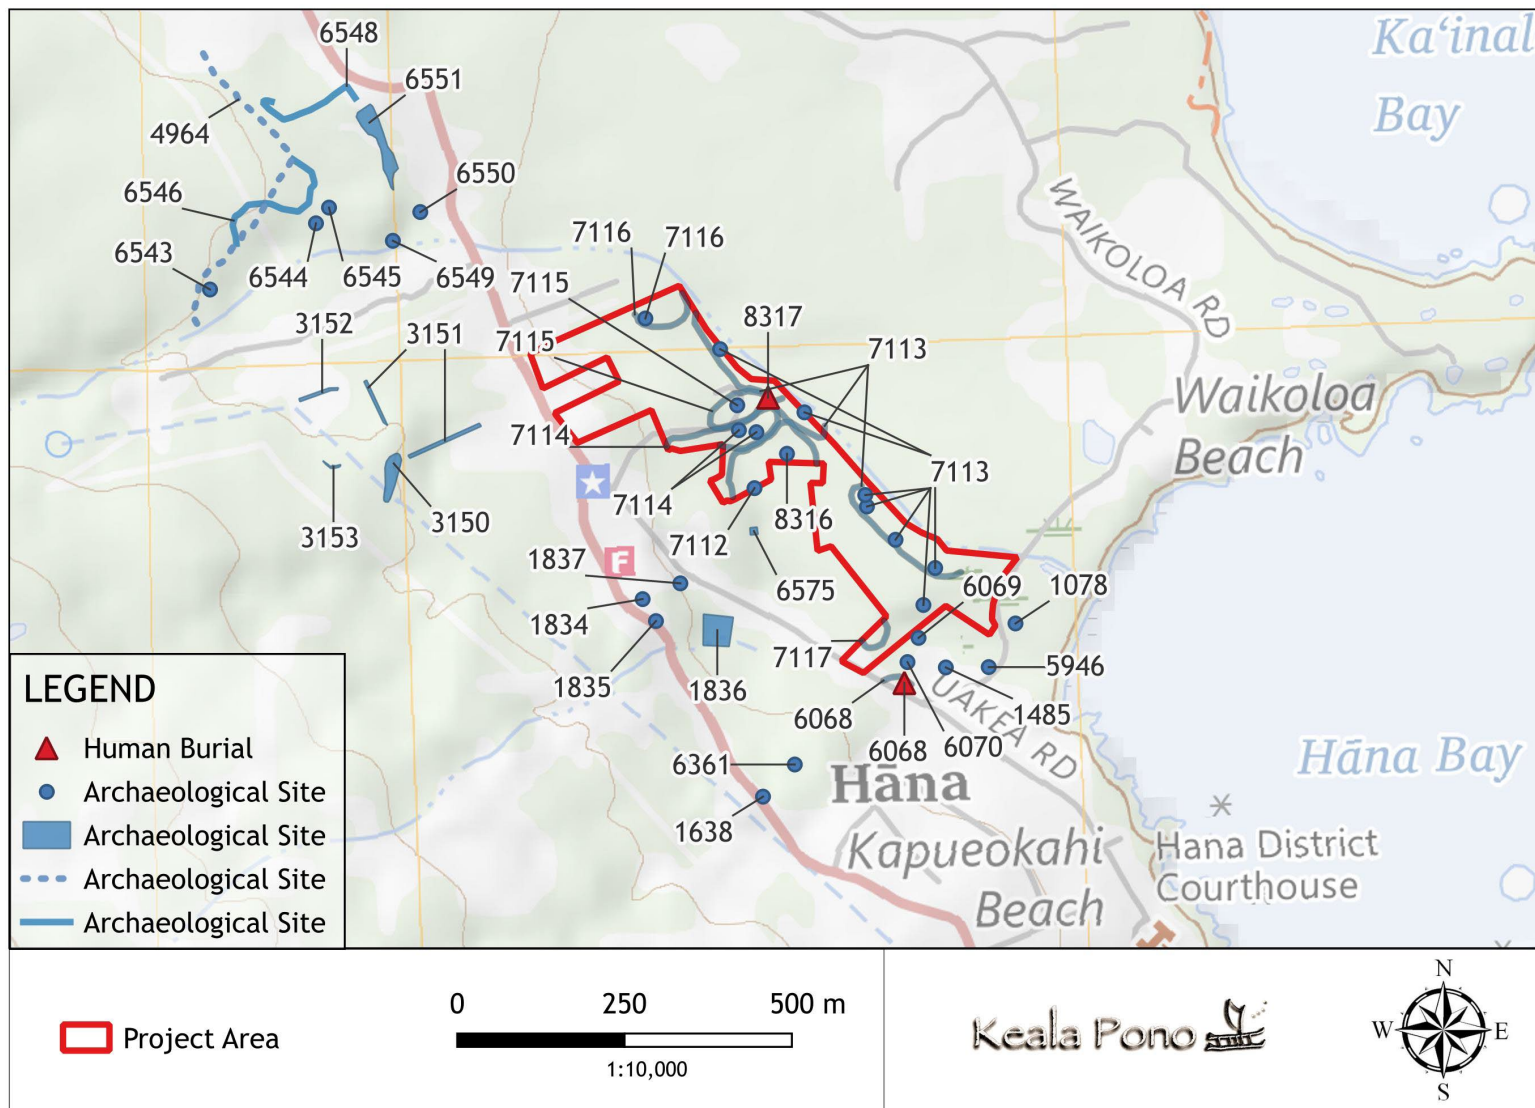 6548
Ka‘inal
Bay
6551
4964
6550
6546
WAIKOLOA RD
7116
7116
6543
6544
6545
6549
7115
3152
3151
8317
7115
7113
Waikoloa
Beach
7114
7113
7114
3153
3150
8316
7112
1837
F
6575
6069
1078
1834
7117
5946
1835
1836
6068
UAKEA RD
1485
6068
6070
Hāna Bay
6361
Hāna
1638
Kapueokahi
Beach
Hana District
Courthouse
LEGEND
Human Burial
Archaeological Site
Archaeological Site
Archaeological Site
Archaeological Site
Project Area
0 250 500 m
1:10,000
Keala Pono
N
W E
S